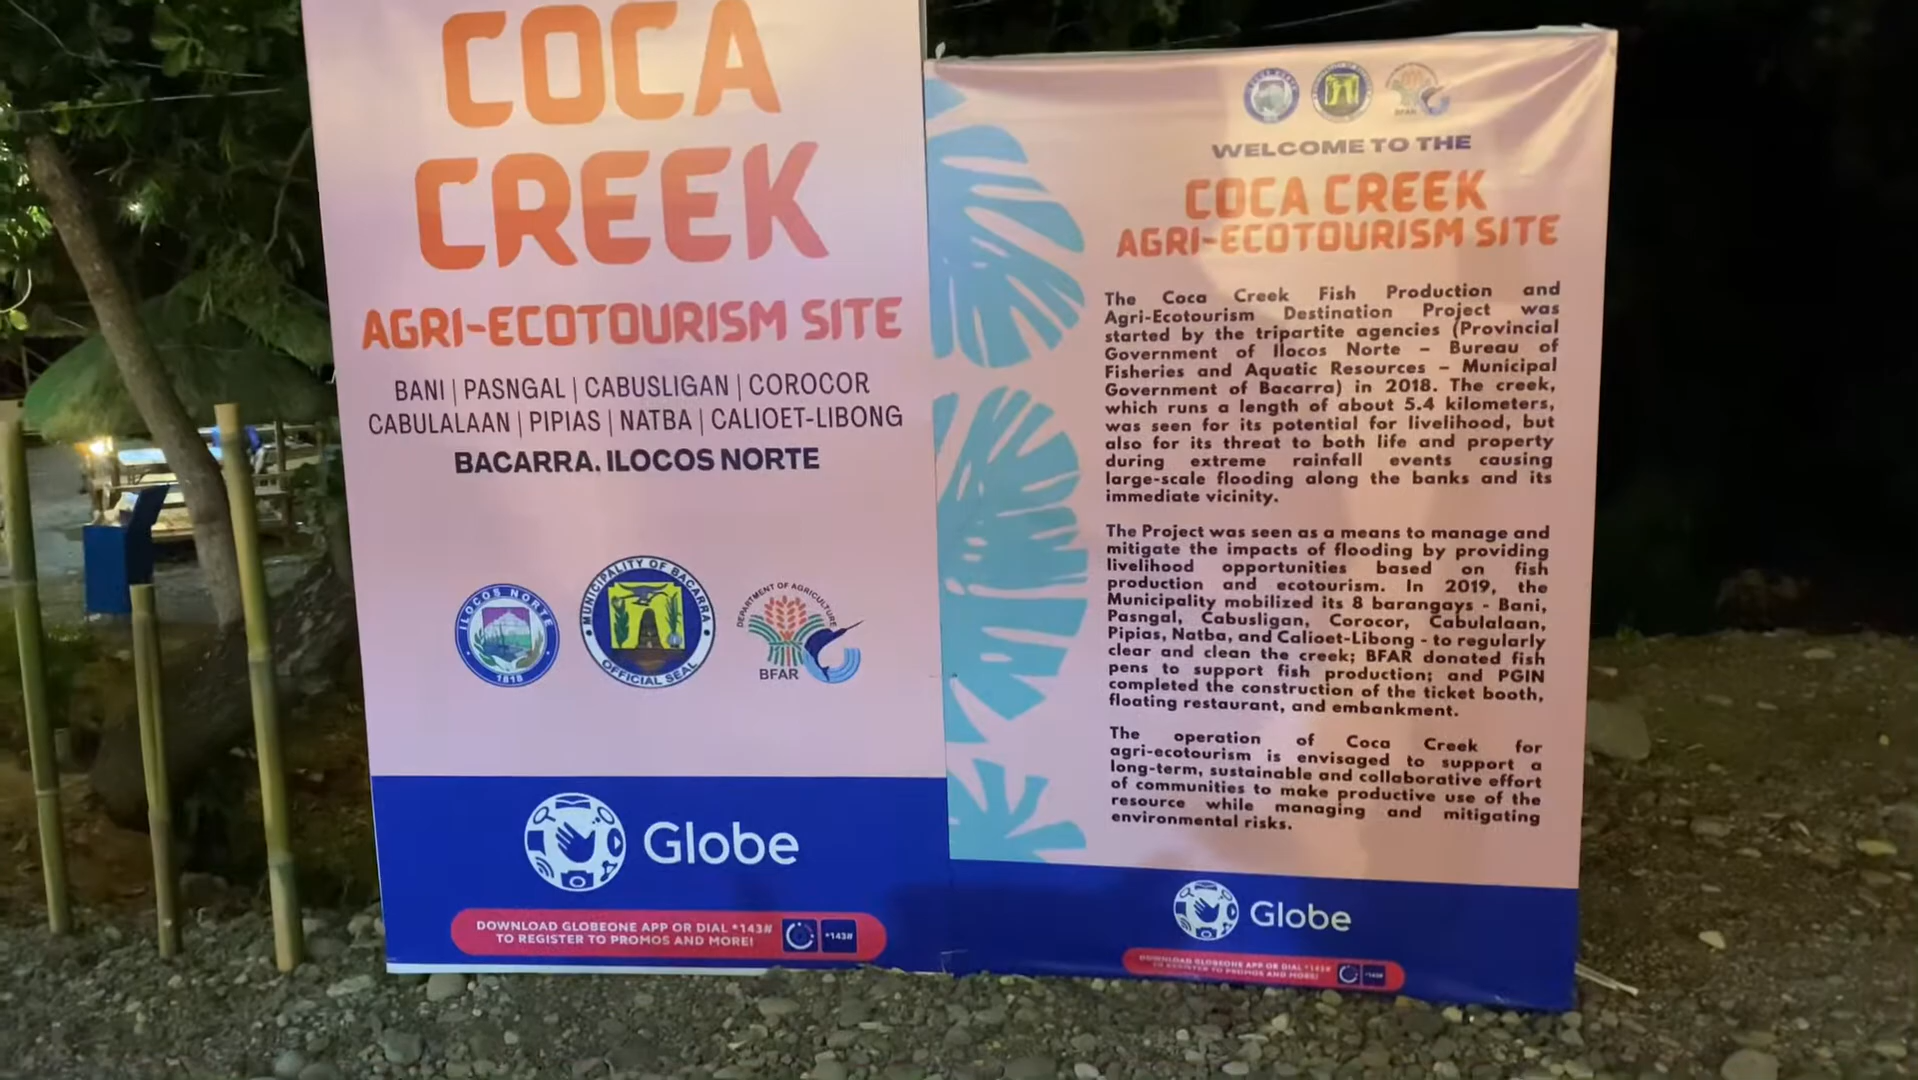 COCA
CREEK
AGRI-ECOTOURISM SITE
BANI | PASNGAL | CABUSLIGAN | COROCOR
CABULALAAN | PIPIAS | NATBA | CALIOET-LIBONG
BACARRA. ILOCOS NORTE
ILOCOS NORTE
1818
MUNICIPALITY OF BACARRA
OFFICIAL SEAL
DEPARTMENT OF AGRICULTURE
BFAR
Globe
DOWNLOAD GLOBEONE APP OR DIAL *143#
TO REGISTER TO PROMOS AND MORE!
*143#
BFAR
WELCOME TO THE
COCA CREEK
AGRI-ECOTOURISM SITE
The Coca Creek Fish Production and
Agri-Ecotourism Destination Project was
started by the tripartite agencies (Provincial
Government of Ilocos Norte – Bureau of
Fisheries and Aquatic Resources – Municipal
Government of Bacarra) in 2018. The creek,
which runs a length of about 5.4 kilometers,
was seen for its potential for livelihood, but
also for its threat to both life and property
during extreme rainfall events causing
large-scale flooding along the banks and its
immediate vicinity.
The Project was seen as a means to manage and
mitigate the impacts of flooding by providing
livelihood opportunities based on fish
production and ecotourism. In 2019, the
Municipality mobilized its 8 barangays - Bani,
Pasngal, Cabusligan, Corocor, Cabulalaan,
Pipias, Natba, and Calioet-Libong - to regularly
clear and clean the creek; BFAR donated fish
pens to support fish production; and PGIN
completed the construction of the ticket booth,
floating restaurant, and embankment.
The operation of Coca Creek for
agri-ecotourism is envisaged to support a
long-term, sustainable and collaborative effort
of communities to make productive use of the
resource while managing and mitigating
environmental risks.
Globe
DOWNLOAD GLOBEONE APP OR DIAL *143#
TO REGISTER TO PROMOS AND MORE!
*143#